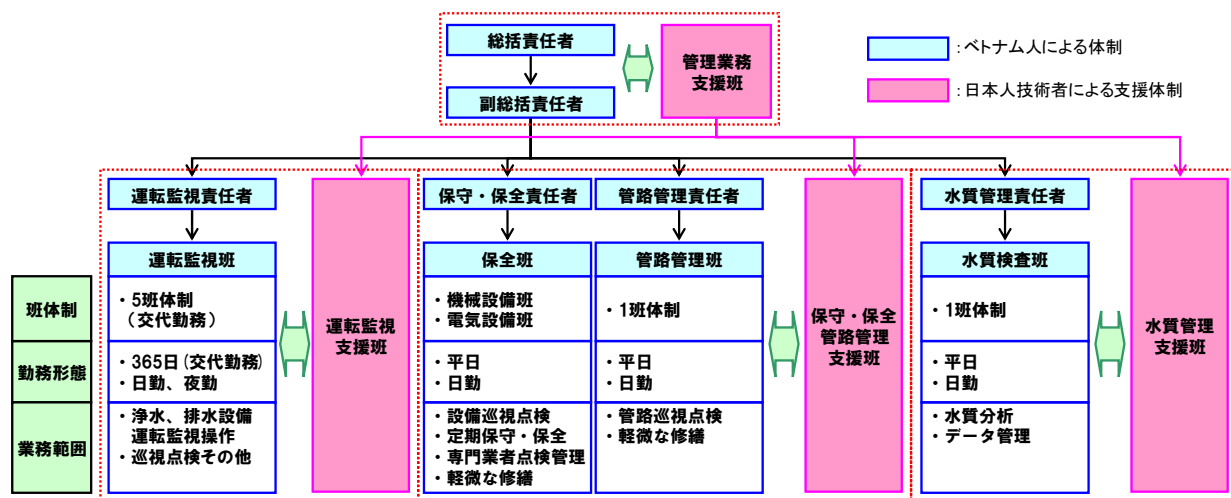 総括責任者
副総括責任者
管理業務
支援班
：ベトナム人による体制
：日本人技術者による支援体制
運転監視責任者
保守・保全責任者
管路管理責任者
水質管理責任者
運転監視班
保全班
管路管理班
水質検査班
班体制
・5班体制
（交代勤務）
・機械設備班
・電気設備班
・1班体制
・1班体制
運転監視
支援班
保守・保全
管路管理
支援班
水質管理
支援班
勤務形態
・365日(交代勤務)
・日勤、夜勤
・平日
・日勤
・平日
・日勤
・平日
・日勤
業務範囲
・浄水、排水設備
運転監視操作
・巡視点検その他
・設備巡視点検
・定期保守・保全
・専門業者点検管理
・軽微な修繕
・管路巡視点検
・軽微な修繕
・水質分析
・データ管理